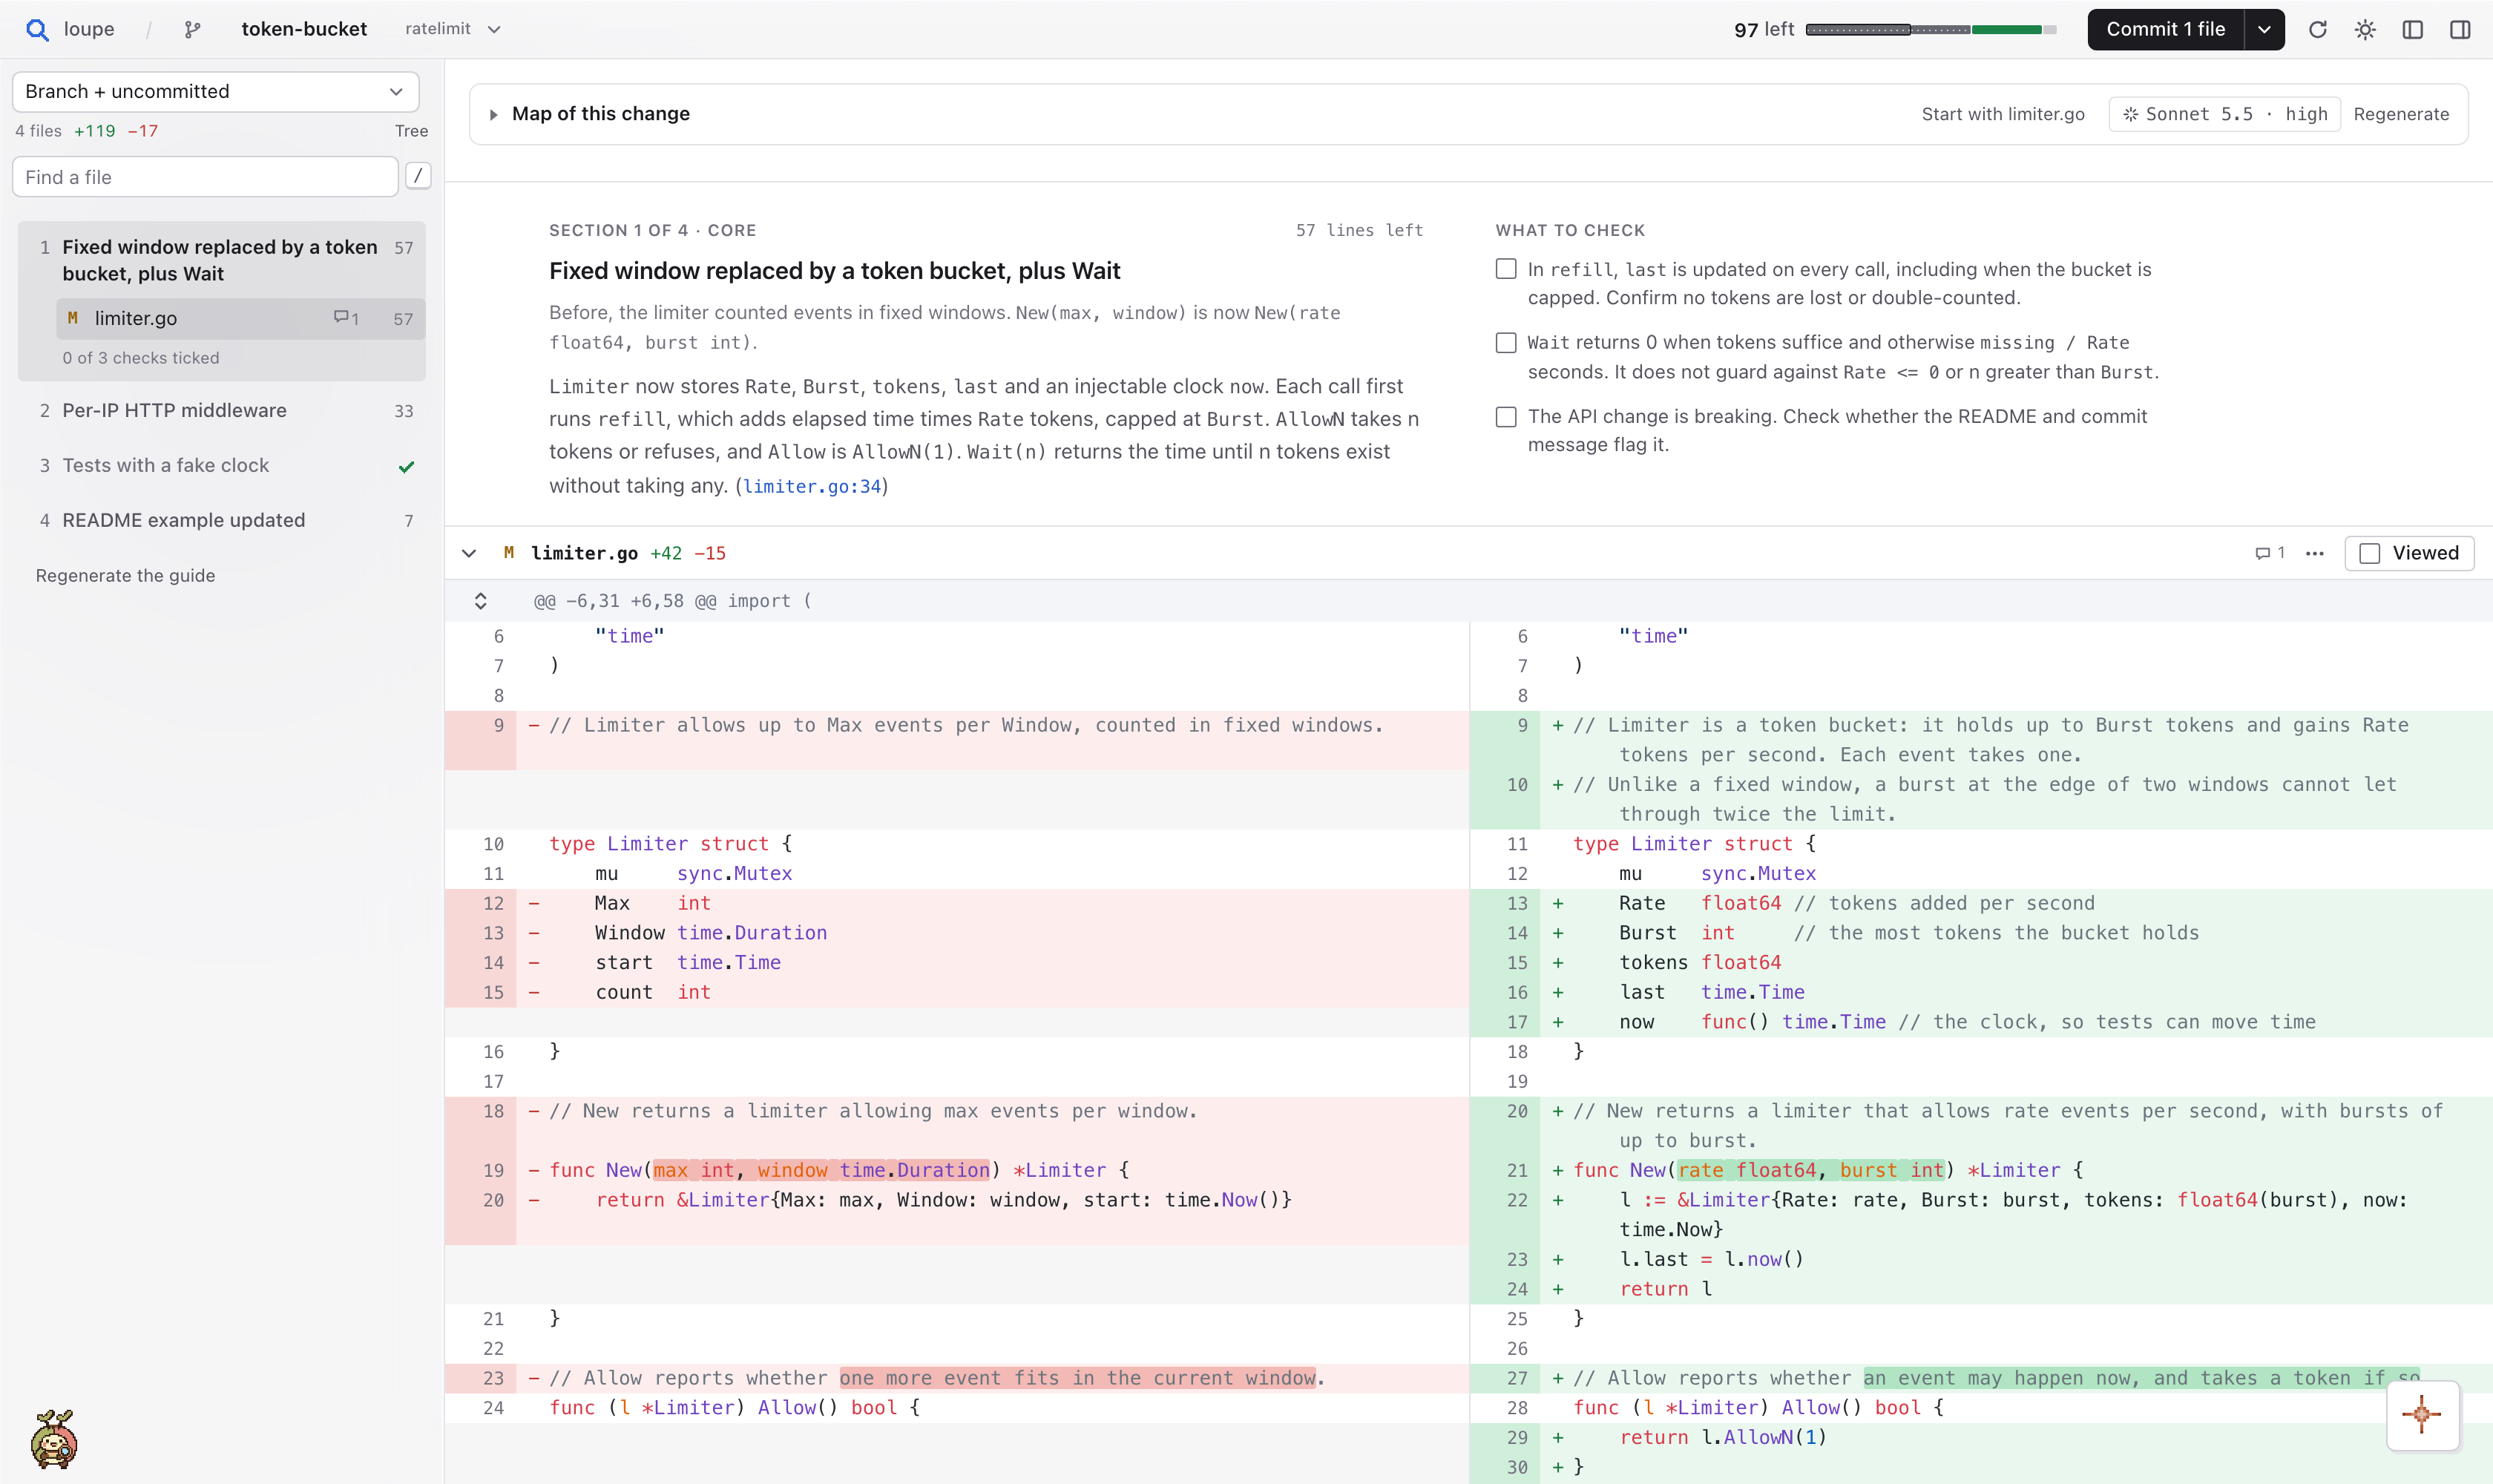 loupe / token-bucket ratelimit
97 left
Commit 1 file
Branch + uncommitted
4 files +119 −17 Tree
Find a file /
1 Fixed window replaced by a token 57
bucket, plus Wait
M limiter.go 1 57
0 of 3 checks ticked
2 Per-IP HTTP middleware 33
3 Tests with a fake clock
4 README example updated 7
Regenerate the guide
Map of this change
Start with limiter.go Sonnet 5.5 · high Regenerate
SECTION 1 OF 4 · CORE 57 lines left
Fixed window replaced by a token bucket, plus Wait
Before, the limiter counted events in fixed windows. New(max, window) is now New(rate
float64, burst int).
Limiter now stores Rate, Burst, tokens, last and an injectable clock now. Each call first
runs refill, which adds elapsed time times Rate tokens, capped at Burst. AllowN takes n
tokens or refuses, and Allow is AllowN(1). Wait(n) returns the time until n tokens exist
without taking any. (limiter.go:34)
WHAT TO CHECK
In refill, last is updated on every call, including when the bucket is
capped. Confirm no tokens are lost or double-counted.
Wait returns 0 when tokens suffice and otherwise missing / Rate
seconds. It does not guard against Rate <= 0 or n greater than Burst.
The API change is breaking. Check whether the README and commit
message flag it.
M limiter.go +42 −15 1 ··· Viewed
@@ −6,31 +6,58 @@ import (
6 "time"
7 )
8
9 − // Limiter allows up to Max events per Window, counted in fixed windows.
10 type Limiter struct {
11 mu sync.Mutex
12 − Max int
13 − Window time.Duration
14 − start time.Time
15 − count int
16 }
17
18 − // New returns a limiter allowing max events per window.
19 − func New(max int, window time.Duration) *Limiter {
20 − return &Limiter{Max: max, Window: window, start: time.Now()}
21 }
22
23 − // Allow reports whether one more event fits in the current window.
24 func (l *Limiter) Allow() bool {
6 "time"
7 )
8
9 + // Limiter is a token bucket: it holds up to Burst tokens and gains Rate
tokens per second. Each event takes one.
10 + // Unlike a fixed window, a burst at the edge of two windows cannot let
through twice the limit.
11 type Limiter struct {
12 mu sync.Mutex
13 + Rate float64 // tokens added per second
14 + Burst int // the most tokens the bucket holds
15 + tokens float64
16 + last time.Time
17 + now func() time.Time // the clock, so tests can move time
18 }
19
20 + // New returns a limiter that allows rate events per second, with bursts of
up to burst.
21 + func New(rate float64, burst int) *Limiter {
22 + l := &Limiter{Rate: rate, Burst: burst, tokens: float64(burst), now:
time.Now}
23 + l.last = l.now()
24 + return l
25 }
26
27 + // Allow reports whether an event may happen now, and takes a token if so
28 func (l *Limiter) Allow() bool {
29 + return l.AllowN(1)
30 + }